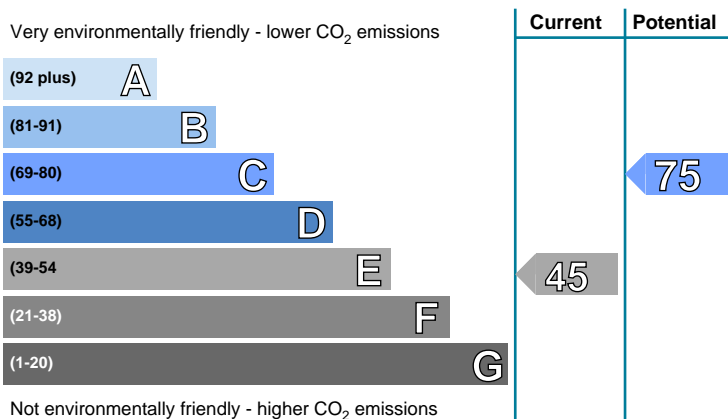 Very environmentally friendly - lower CO₂ emissions
Current
Potential
(92 plus) A
(81-91) B
(69-80) C
75
(55-68) D
(39-54 E
45
(21-38) F
(1-20) G
Not environmentally friendly - higher CO₂ emissions